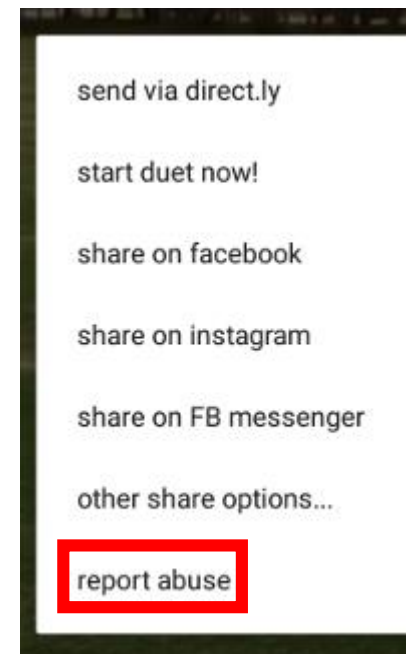 send via direct.ly
start duet now!
share on facebook
share on instagram
share on FB messenger
other share options...
report abuse